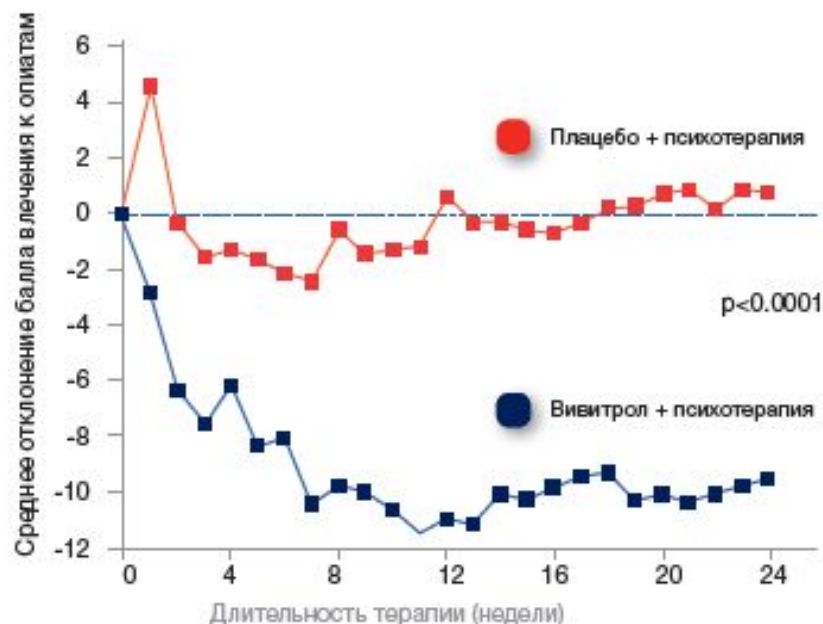 Среднее отклонение балла влечения к опиатам
6
4
2
0
-2
-4
-6
-8
-10
-12
Плацебо + психотерапия
p<0.0001
Вивитрол + психотерапия
0 4 8 12 16 20 24
Длительность терапии (недели)